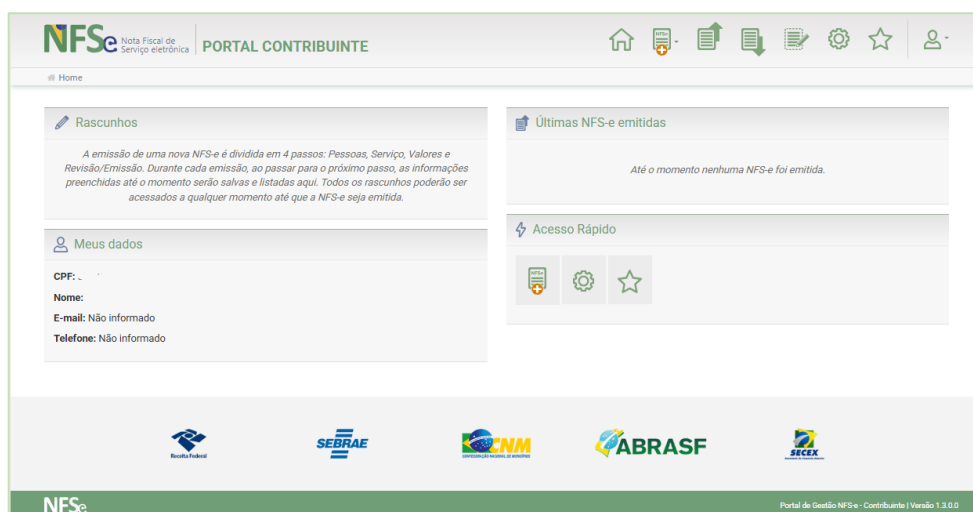 NFSe Nota Fiscal de
Serviço eletrônica
PORTAL CONTRIBUINTE
Home
Rascunhos
A emissão de uma nova NFS-e é dividida em 4 passos: Pessoas, Serviço, Valores e
Revisão/Emissão. Durante cada emissão, ao passar para o próximo passo, as informações
preenchidas até o momento serão salvas e listadas aqui. Todos os rascunhos poderão ser
acessados a qualquer momento até que a NFS-e seja emitida.
Meus dados
CPF:
Nome:
E-mail: Não informado
Telefone: Não informado
Últimas NFS-e emitidas
Até o momento nenhuma NFS-e foi emitida.
Acesso Rápido
Receita Federal
SEBRAE
CNM
CONFEDERAÇÃO NACIONAL DE MUNICÍPIOS
ABRASF
SECEX
NFSe
Portal de Gestão NFS-e - Contribuinte | Versão 1.3.0.0